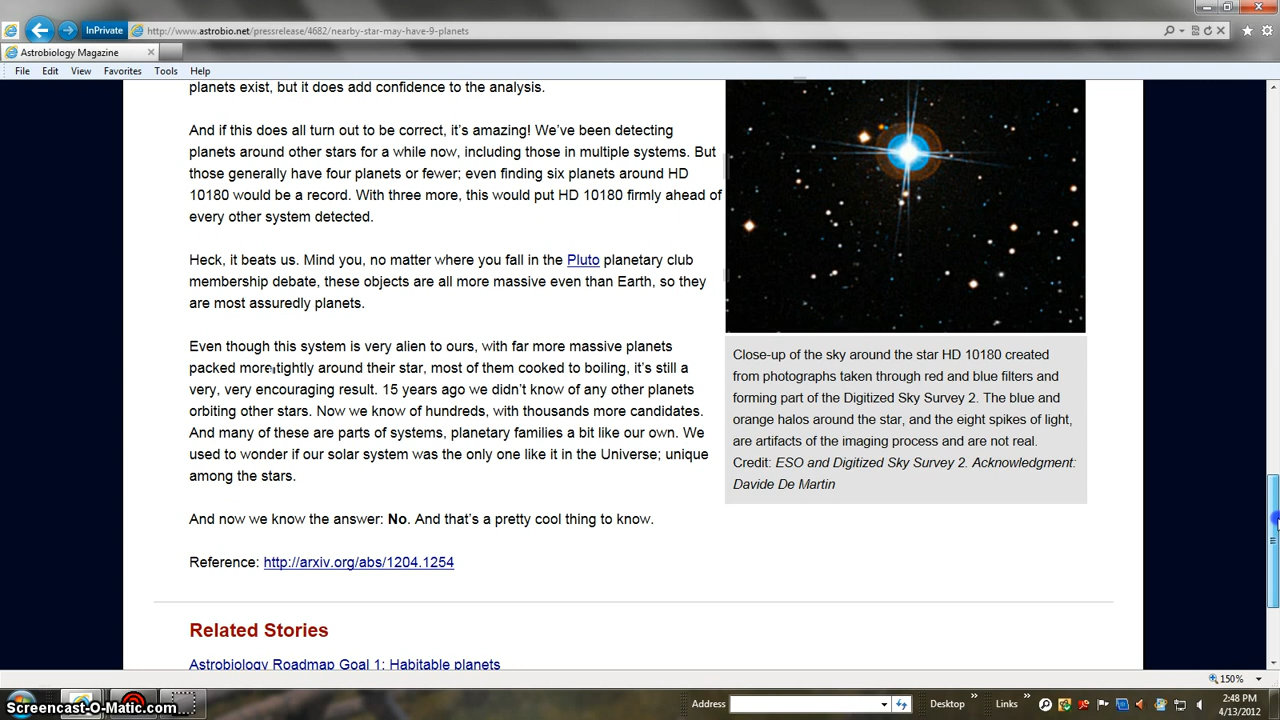 InPrivate
http://www.astrobio.net/pressrelease/4682/nearby-star-may-have-9-planets
Astrobiology Magazine
File Edit View Favorites Tools Help
planets exist, but it does add confidence to the analysis.
And if this does all turn out to be correct, it's amazing! We've been detecting
planets around other stars for a while now, including those in multiple systems. But
those generally have four planets or fewer; even finding six planets around HD
10180 would be a record. With three more, this would put HD 10180 firmly ahead of
every other system detected.
Heck, it beats us. Mind you, no matter where you fall in the Pluto planetary club
membership debate, these objects are all more massive even than Earth, so they
are most assuredly planets.
Even though this system is very alien to ours, with far more massive planets
packed more tightly around their star, most of them cooked to boiling, it's still a
very, very encouraging result. 15 years ago we didn't know of any other planets
orbiting other stars. Now we know of hundreds, with thousands more candidates.
And many of these are parts of systems, planetary families a bit like our own. We
used to wonder if our solar system was the only one like it in the Universe; unique
among the stars.
And now we know the answer: No. And that's a pretty cool thing to know.
Reference: http://arxiv.org/abs/1204.1254
Close-up of the sky around the star HD 10180 created
from photographs taken through red and blue filters and
forming part of the Digitized Sky Survey 2. The blue and
orange halos around the star, and the eight spikes of light,
are artifacts of the imaging process and are not real.
Credit: ESO and Digitized Sky Survey 2. Acknowledgment:
Davide De Martin
Related Stories
Astrobiology Roadmap Goal 1: Habitable planets
150%
Screencast-O-Matic.com
Address
Desktop
Links
2:48 PM
4/13/2012